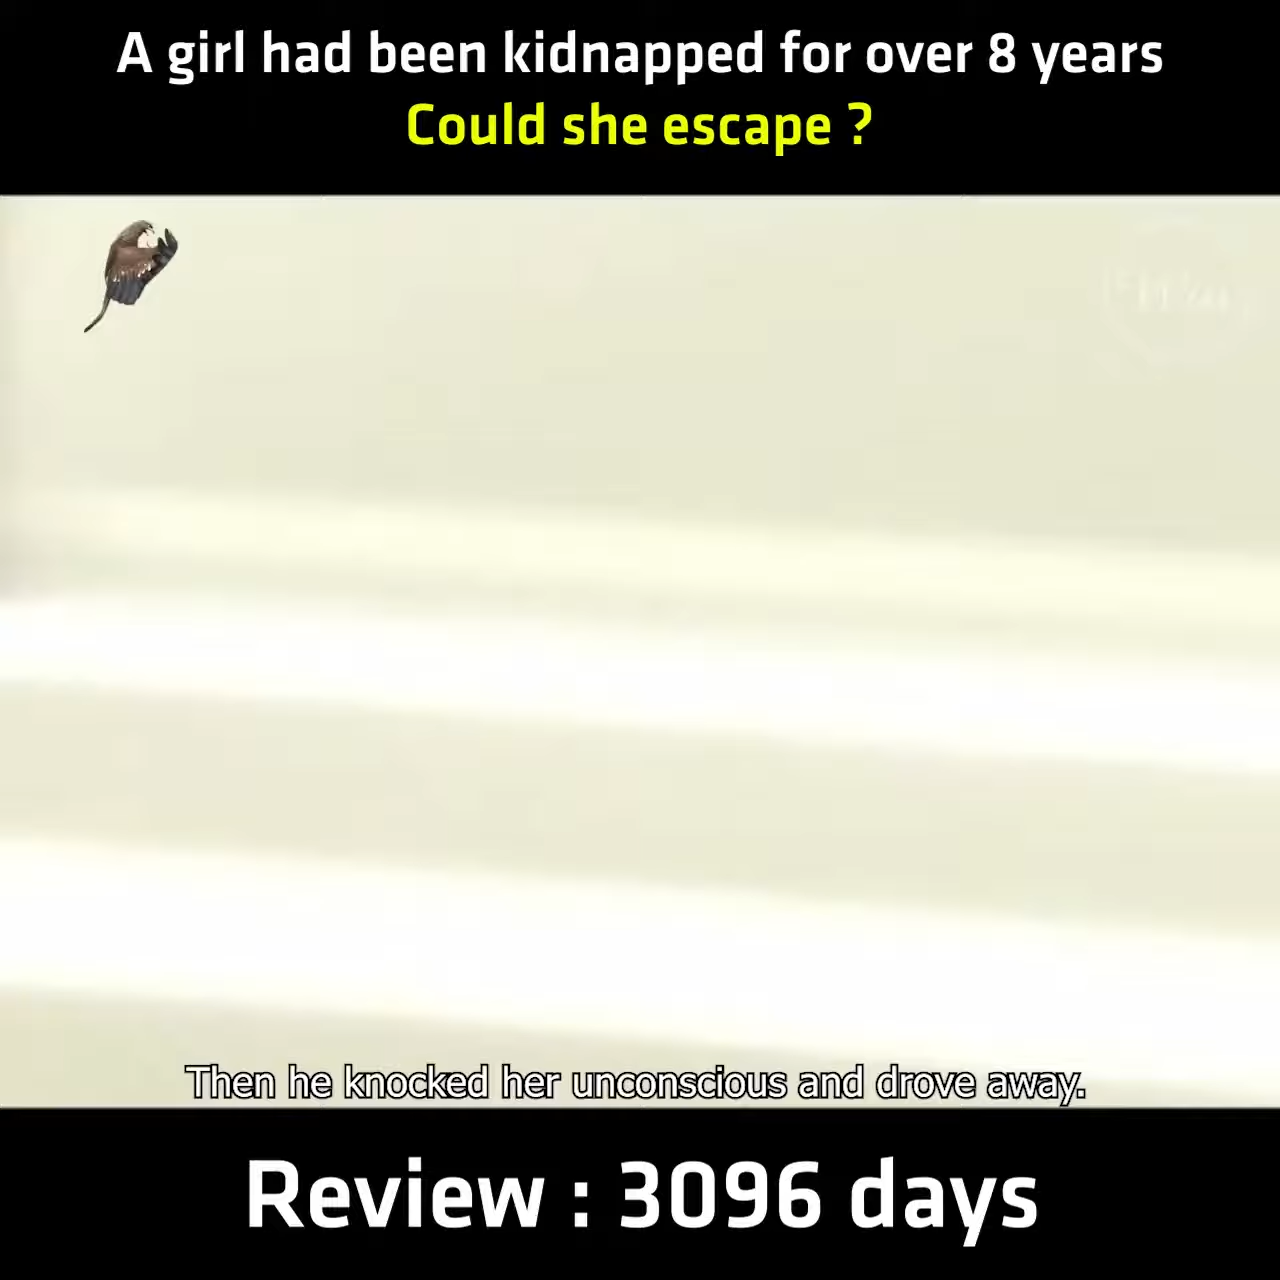 A girl had been kidnapped for over 8 years
Could she escape ?
Then he knocked her unconscious and drove away.
Review : 3096 days